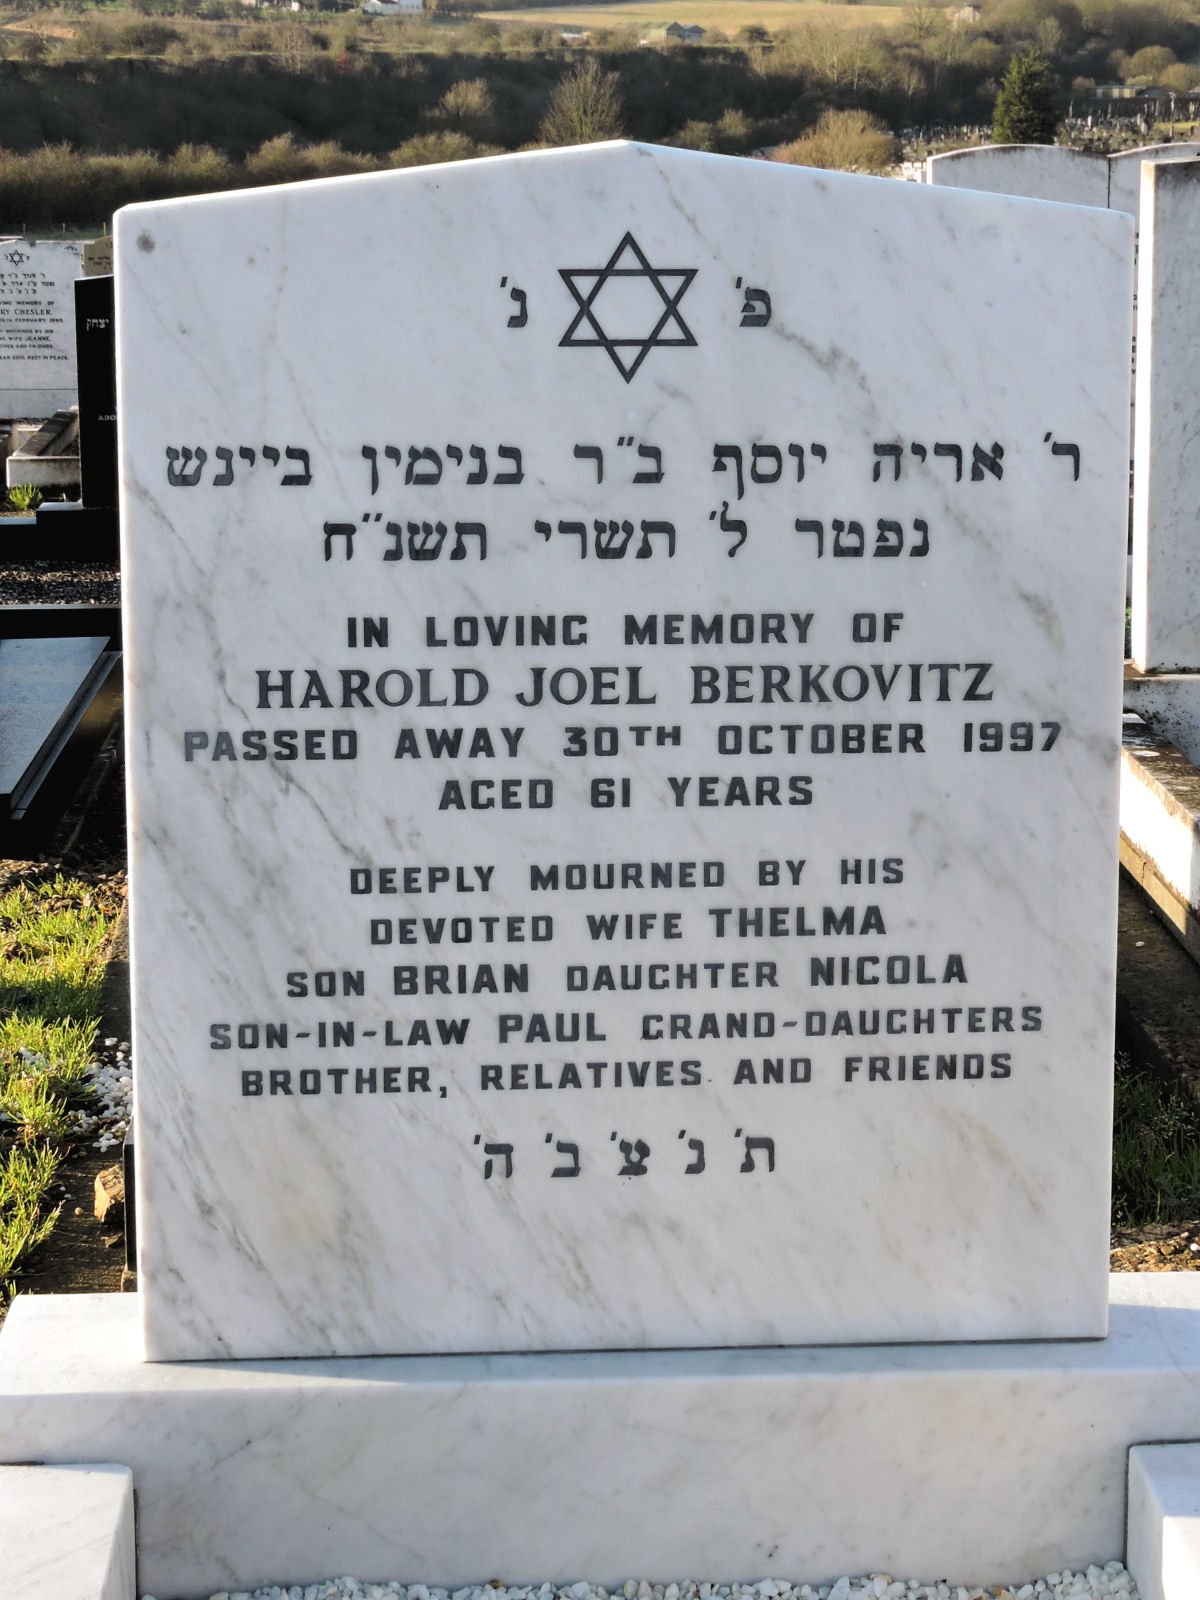 פ׳ נ׳
ר׳ אריה יוסף ב״ר בנימין ביינש
נפטר ל׳ תשרי תשנ״ח
IN LOVING MEMORY OF
HAROLD JOEL BERKOVITZ
PASSED AWAY 30TH OCTOBER 1997
AGED 61 YEARS
DEEPLY MOURNED BY HIS
DEVOTED WIFE THELMA
SON BRIAN DAUGHTER NICOLA
SON-IN-LAW PAUL GRAND-DAUGHTERS
BROTHER, RELATIVES AND FRIENDS
ת׳ נ׳ צ׳ ב׳ ה׳
CHESLER
יצחק